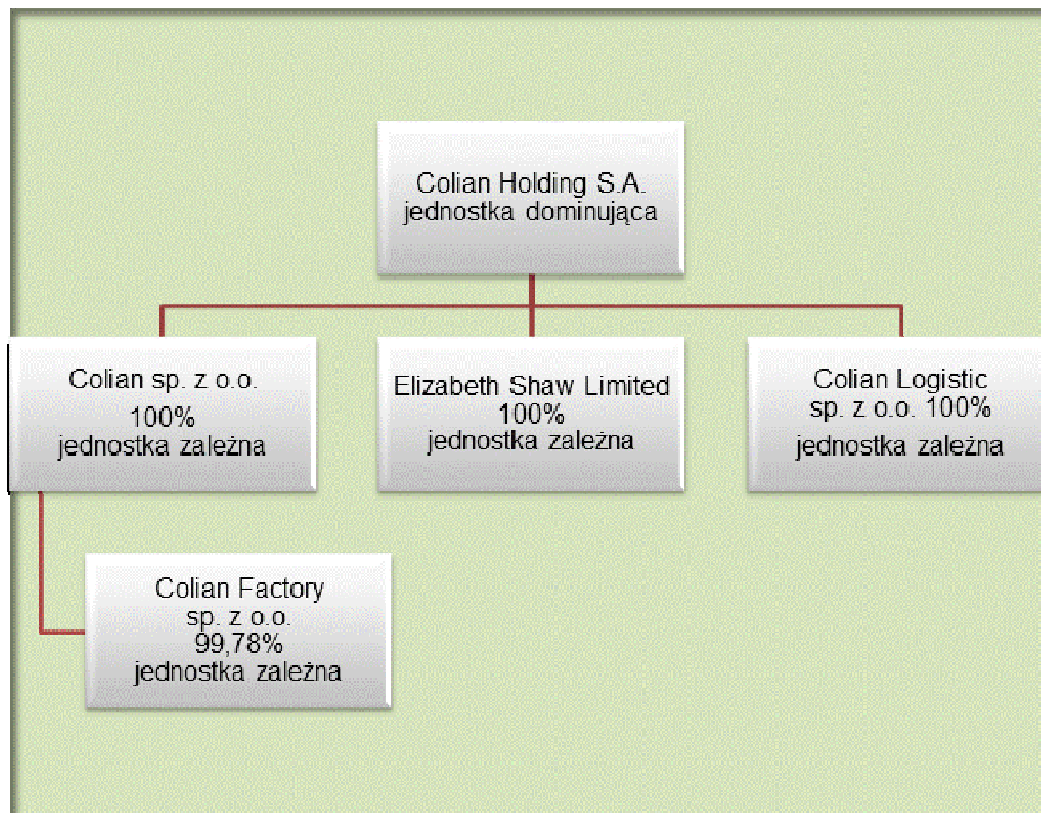 Colian Holding S.A.
jednostka dominująca
Colian sp. z o.o.
100%
jednostka zależna
Elizabeth Shaw Limited
100%
jednostka zależna
Colian Logistic
sp. z o.o. 100%
jednostka zależna
Colian Factory
sp. z o.o.
99,78%
jednostka zależna